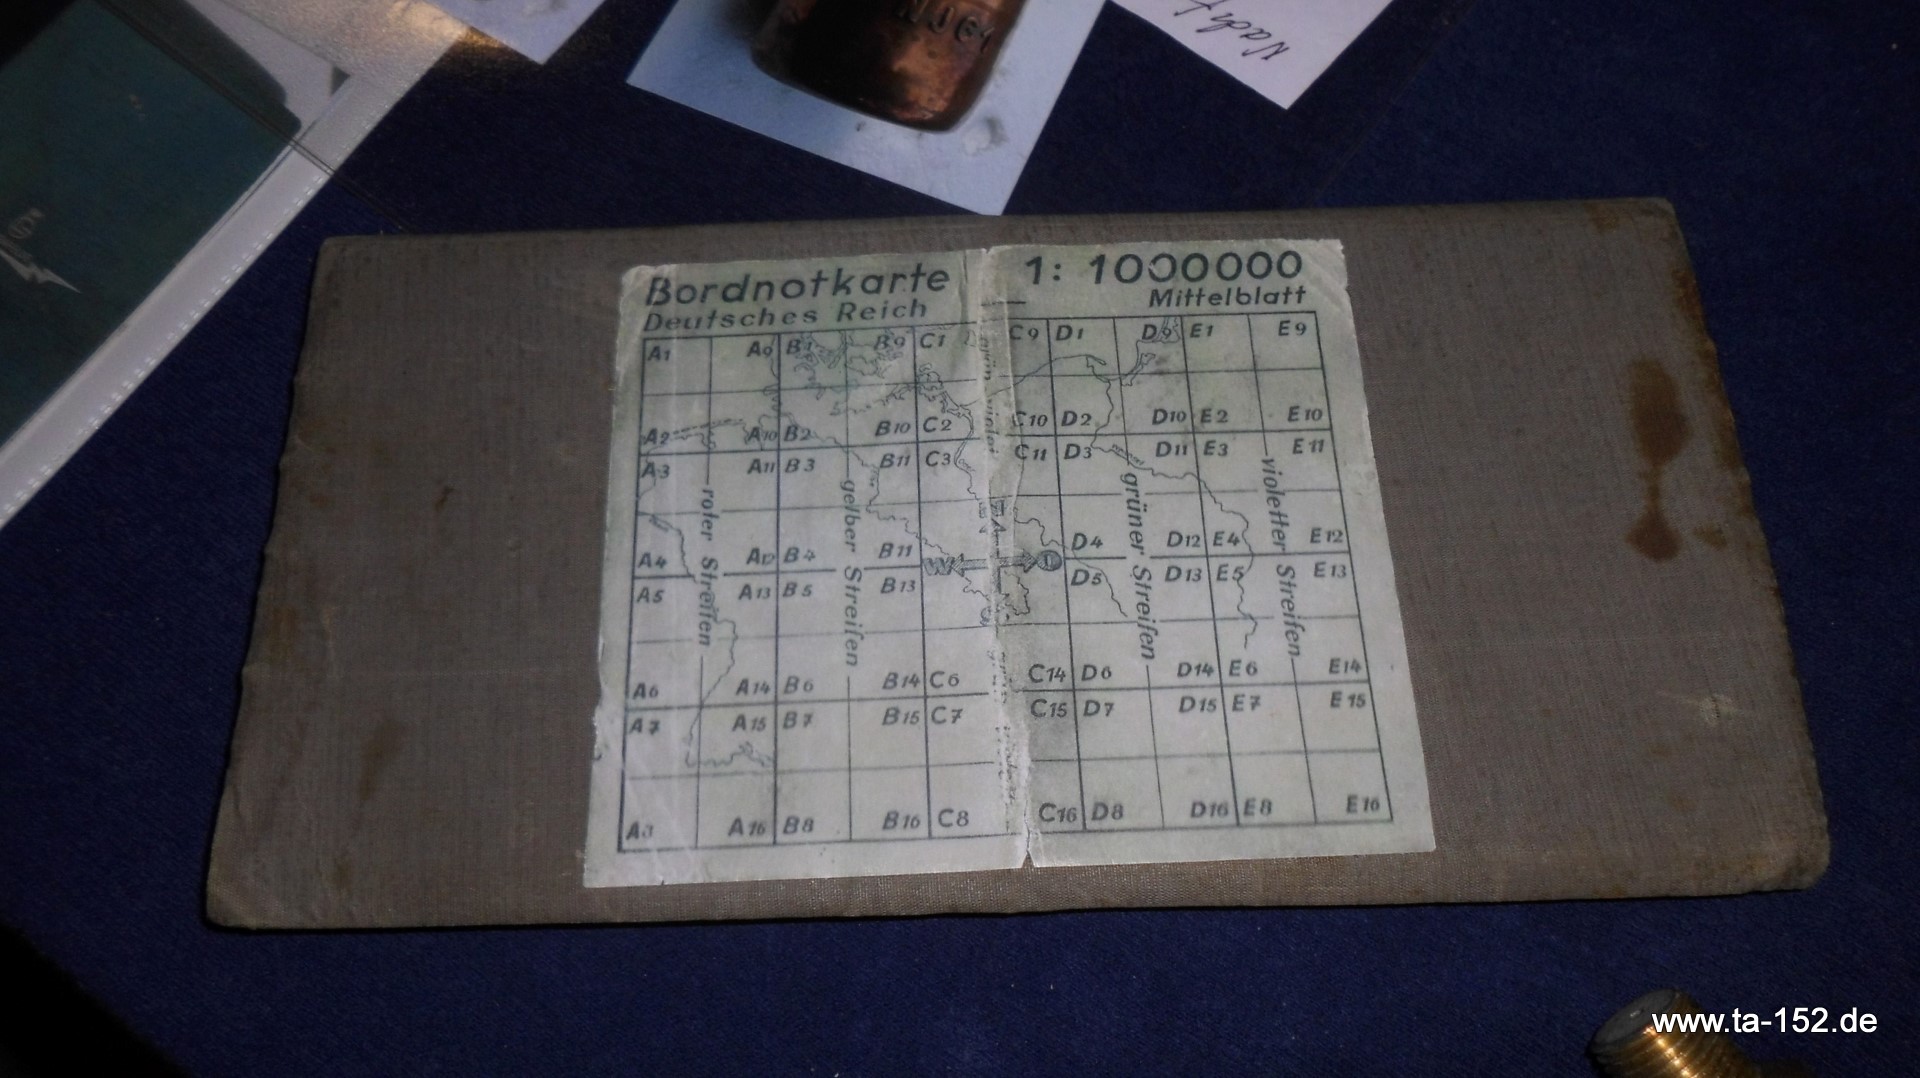 NJG1
Nacht
Bordnotkarte 1: 1000000
Deutsches Reich Mittelblatt
A1 A9 B1 B9 C1 C9 D1 D9 E1 E9
A2 A10 B2 B10 C2 C10 D2 D10 E2 E10
A3 A11 B3 B11 C3 C11 D3 D11 E3 E11
roter Streifen
gelber Streifen
grüner Streifen
violetter Streifen
A4 B4 B11 D4 D12 E4 E12
A5 A13 B5 B13 D5 D13 E5 E13
A6 A14 B6 B14 C6 C14 D6 D14 E6 E14
A7 A15 B7 B15 C7 C15 D7 D15 E7 E15
A8 A16 B8 B16 C8 C16 D8 D16 E8 E16
www.ta-152.de